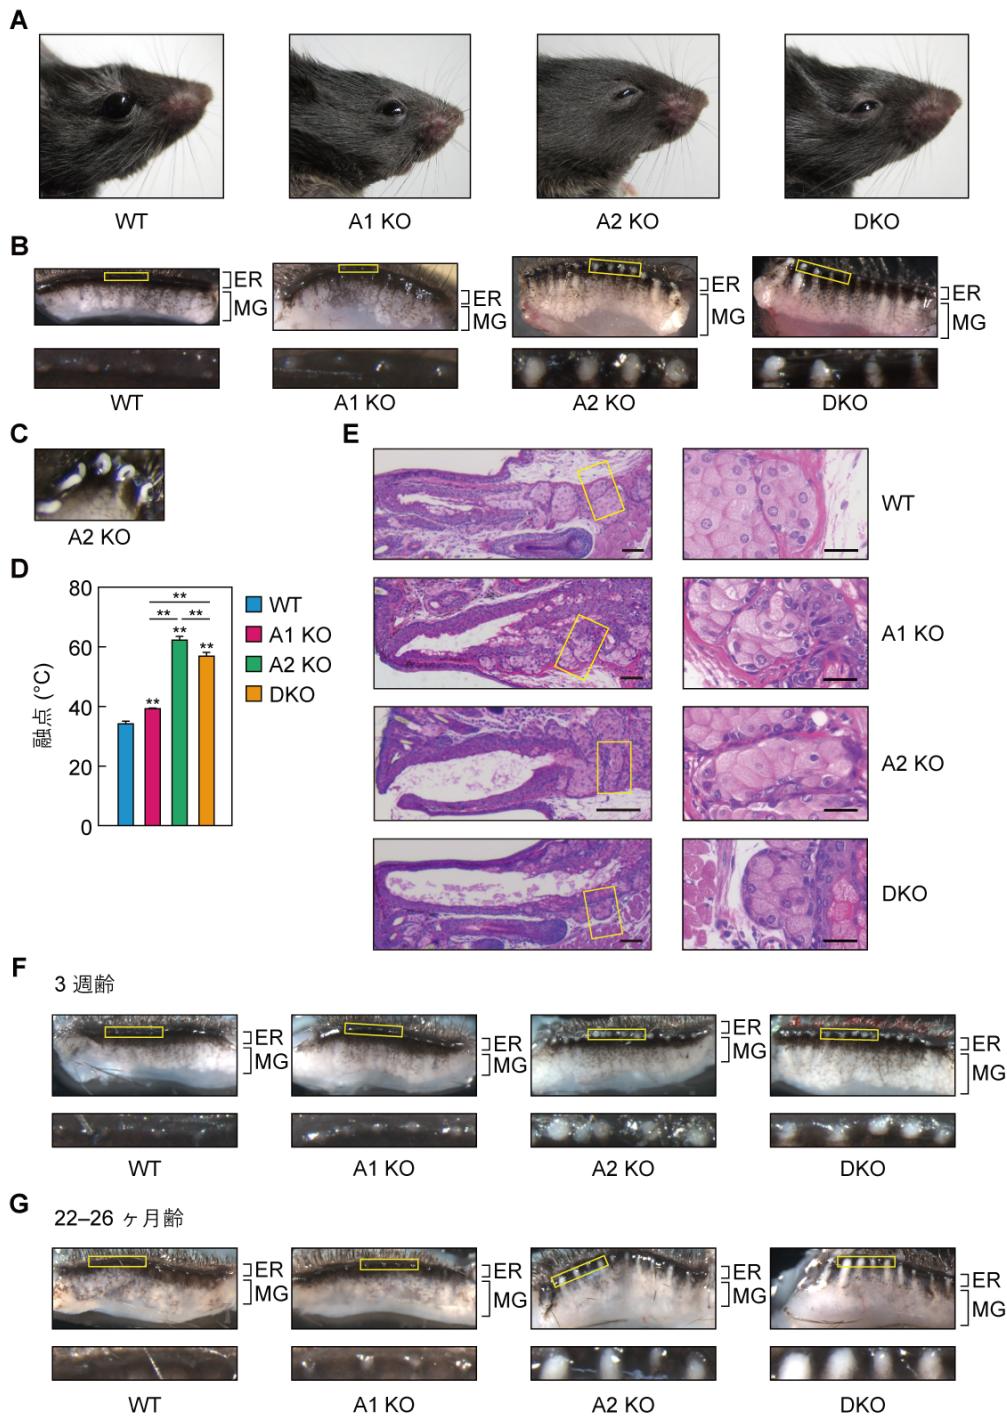 A
WT
A1 KO
A2 KO
DKO
B
ER
MG
ER
MG
ER
MG
ER
MG
WT
A1 KO
A2 KO
DKO
C
A2 KO
D
融点 (°C)
80
60
40
20
0
**
** **
** ** **
WT
A1 KO
A2 KO
DKO
E
WT
A1 KO
A2 KO
DKO
F
3 週齢
ER
MG
ER
MG
ER
MG
ER
MG
WT
A1 KO
A2 KO
DKO
G
22–26 ヶ月齢
ER
MG
ER
MG
ER
MG
ER
MG
WT
A1 KO
A2 KO
DKO